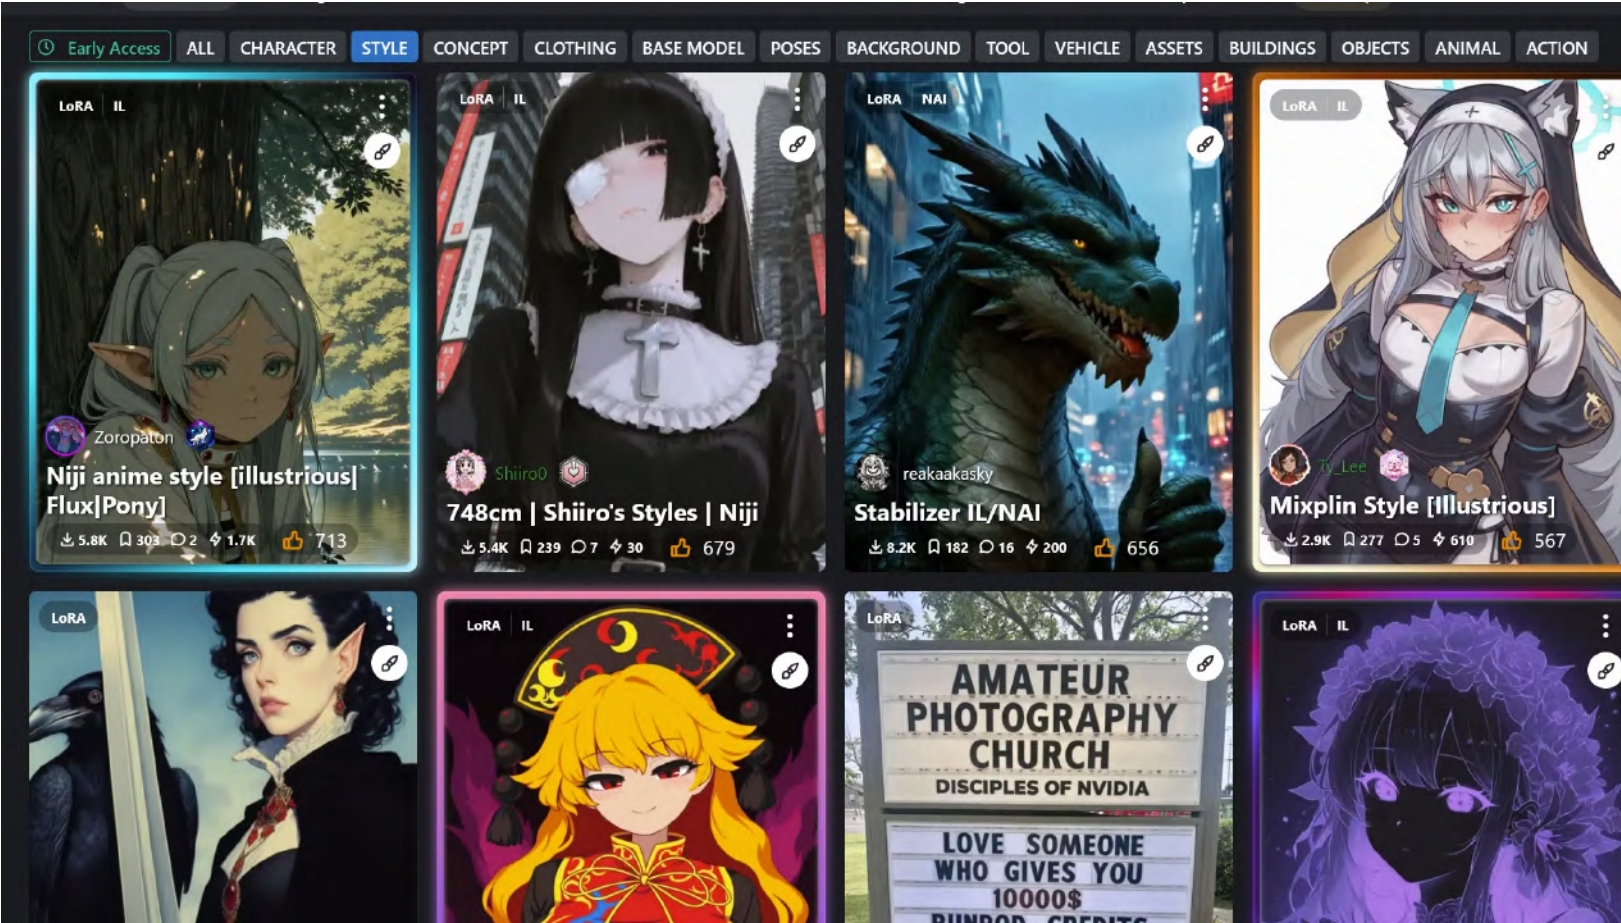 Early Access
ALL
CHARACTER
STYLE
CONCEPT
CLOTHING
BASE MODEL
POSES
BACKGROUND
TOOL
VEHICLE
ASSETS
BUILDINGS
OBJECTS
ANIMAL
ACTION
LoRA IL
Zoropaton
Niji anime style [illustrious|
Flux|Pony]
5.8K 303 2 1.7K 713
LoRA IL
Shiiro0
748cm | Shiiro's Styles | Niji
5.4K 239 7 30 679
LoRA NAI
reakaakasky
Stabilizer IL/NAI
8.2K 182 16 200 656
LoRA IL
Ty_Lee
Mixplin Style [Illustrious]
2.9K 277 5 610 567
LoRA
LoRA IL
LoRA
AMATEUR
PHOTOGRAPHY
CHURCH
DISCIPLES OF NVIDIA
LOVE SOMEONE
WHO GIVES YOU
10000$
RUNPOD CREDITS
LoRA IL